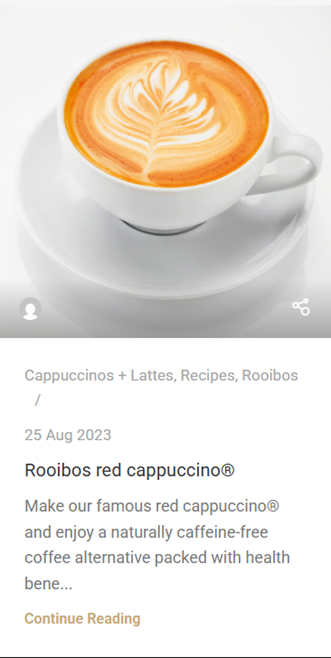 Cappuccinos + Lattes, Recipes, Rooibos
/
25 Aug 2023
Rooibos red cappuccino®
Make our famous red cappuccino®
and enjoy a naturally caffeine-free
coffee alternative packed with health
bene...
Continue Reading